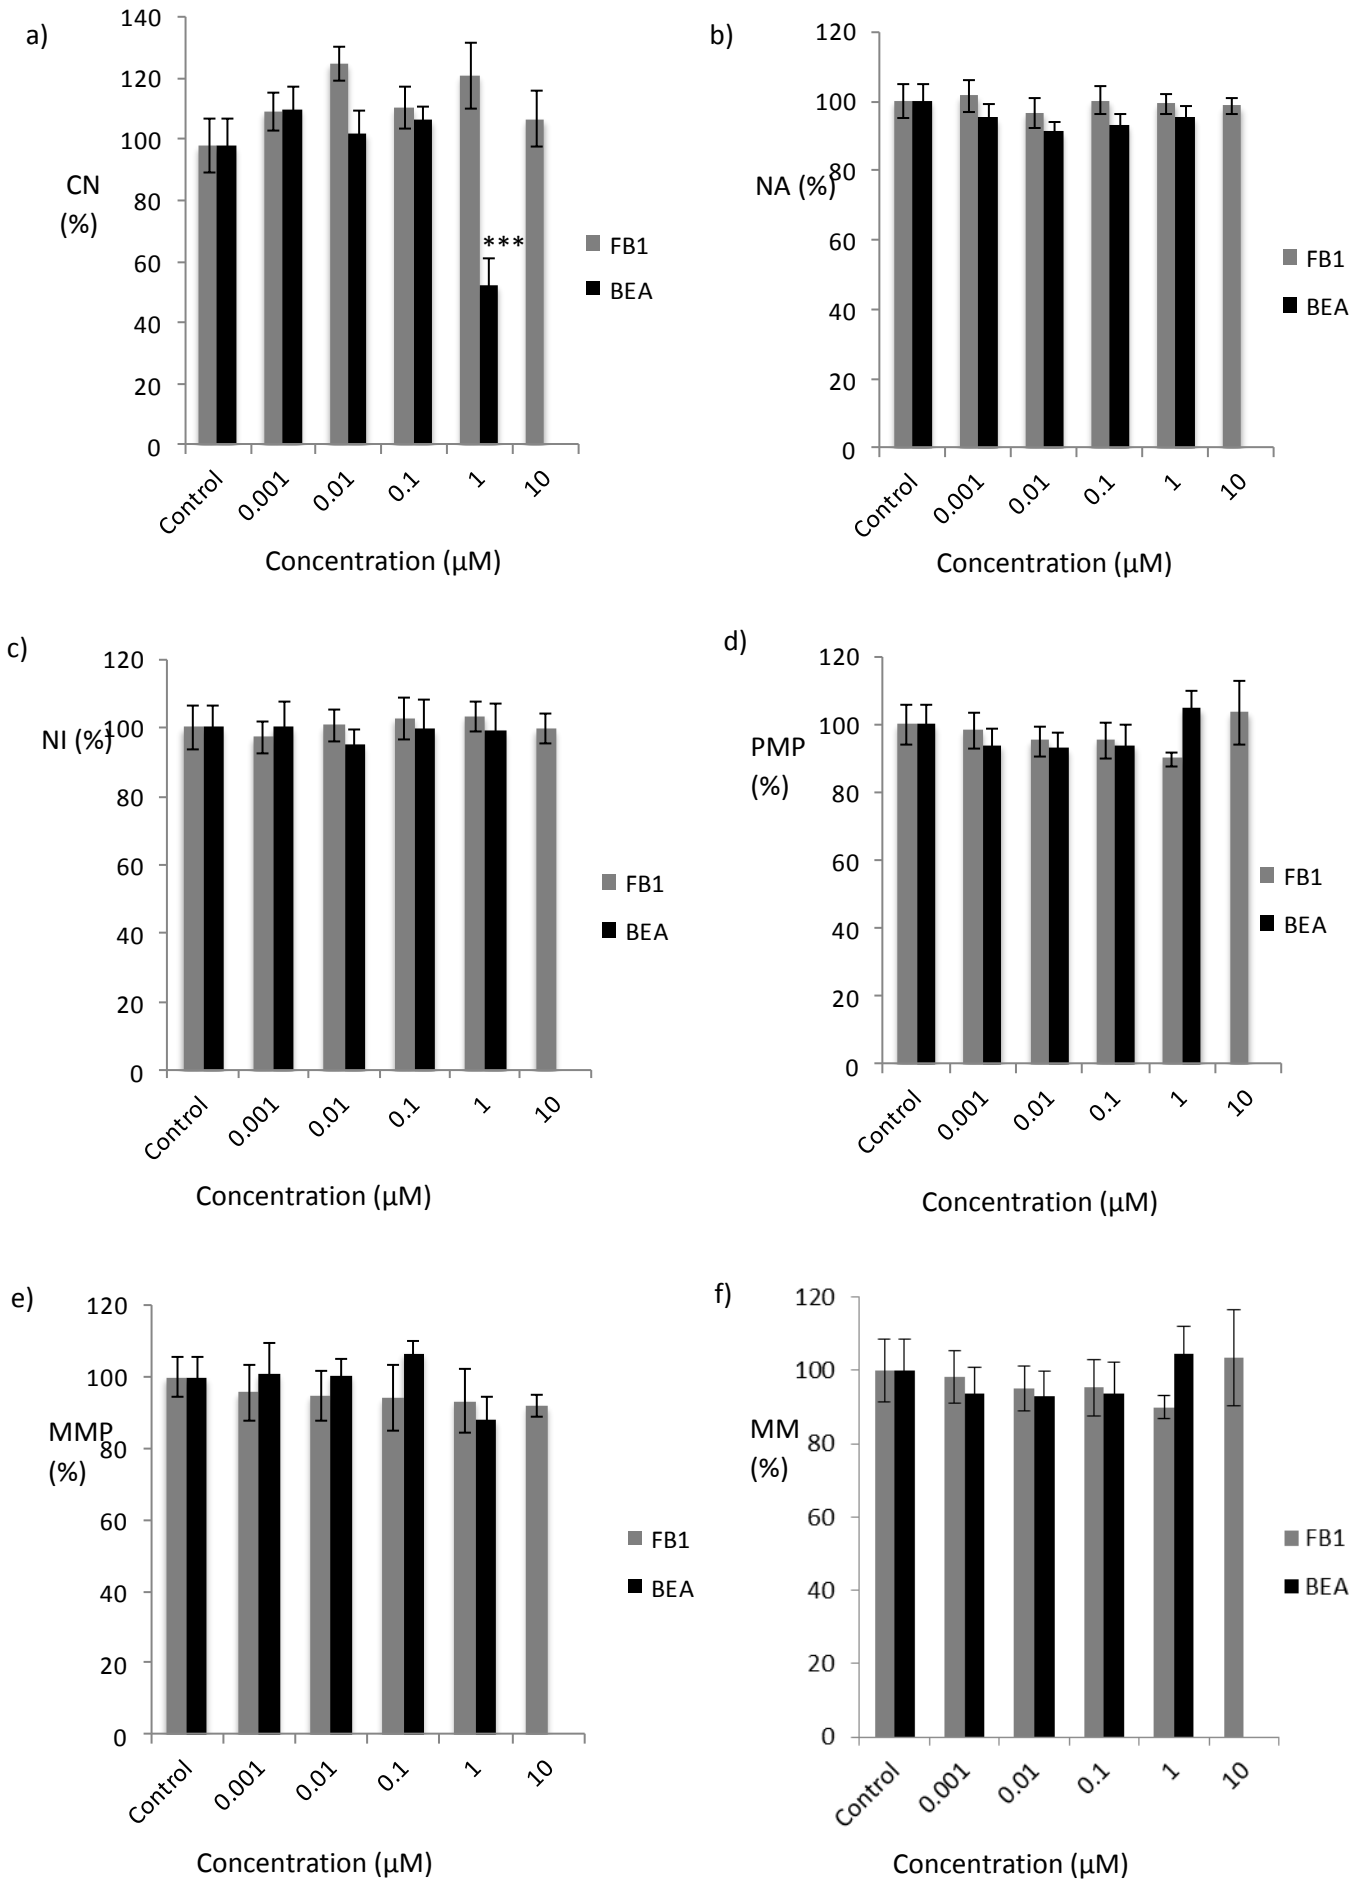 a)
140
120
100
80
60
40
20
0
CN
(%)
***
FB1
BEA
Control
0.001
0.01
0.1
1
10
Concentration (µM)
b)
120
100
80
60
40
20
0
NA (%)
FB1
BEA
Control
0.001
0.01
0.1
1
10
Concentration (µM)
c)
120
100
80
60
40
20
0
NI (%)
FB1
BEA
Control
0.001
0.01
0.1
1
10
Concentration (µM)
d)
120
100
80
60
40
20
0
PMP
(%)
FB1
BEA
Control
0.001
0.01
0.1
1
10
Concentration (µM)
e)
120
100
80
60
40
20
0
MMP
(%)
FB1
BEA
Control
0.001
0.01
0.1
1
10
Concentration (µM)
f)
120
100
80
60
40
20
0
MM
(%)
FB1
BEA
Control
0.001
0.01
0.1
1
10
Concentration (µM)